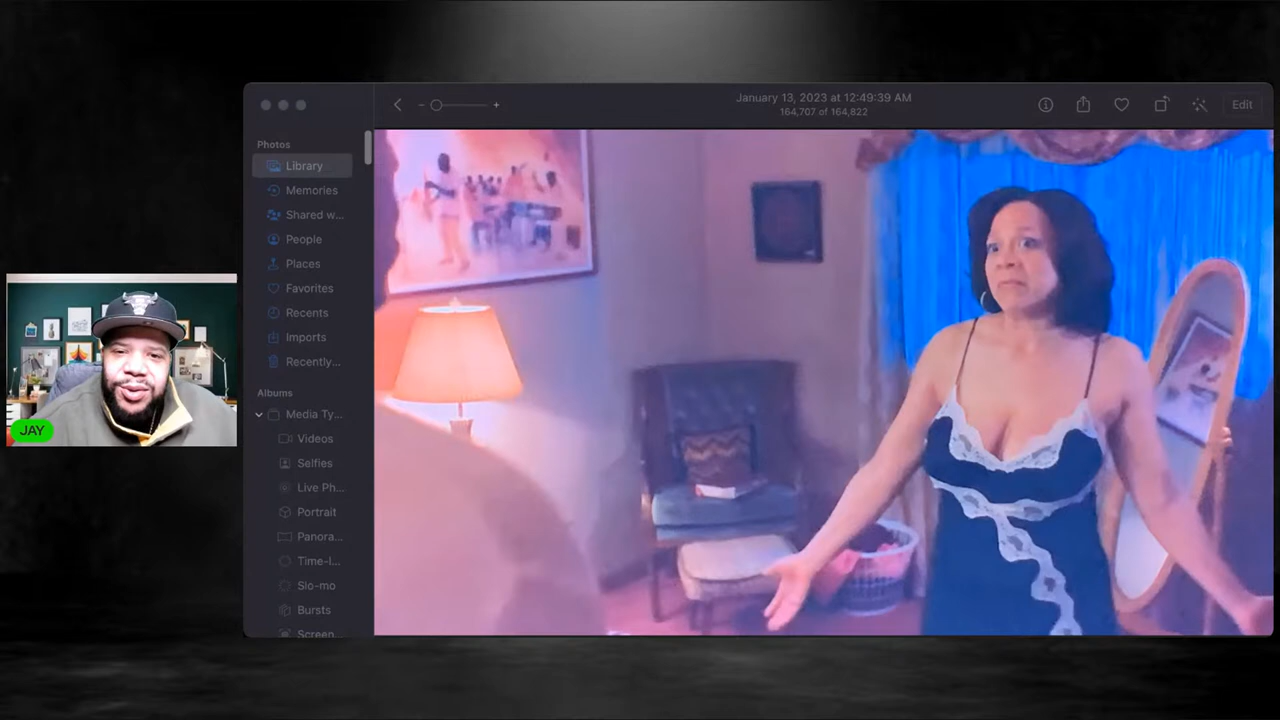 January 13, 2023 at 12:49:39 AM
164,707 of 164,822
Edit
Photos
Library
Memories
Shared w...
People
Places
Favorites
Recents
Imports
Recently...
Albums
Media Ty...
Videos
Selfies
Live Ph...
Portrait
Panora...
Time-l...
Slo-mo
Bursts
Screen...
JAY